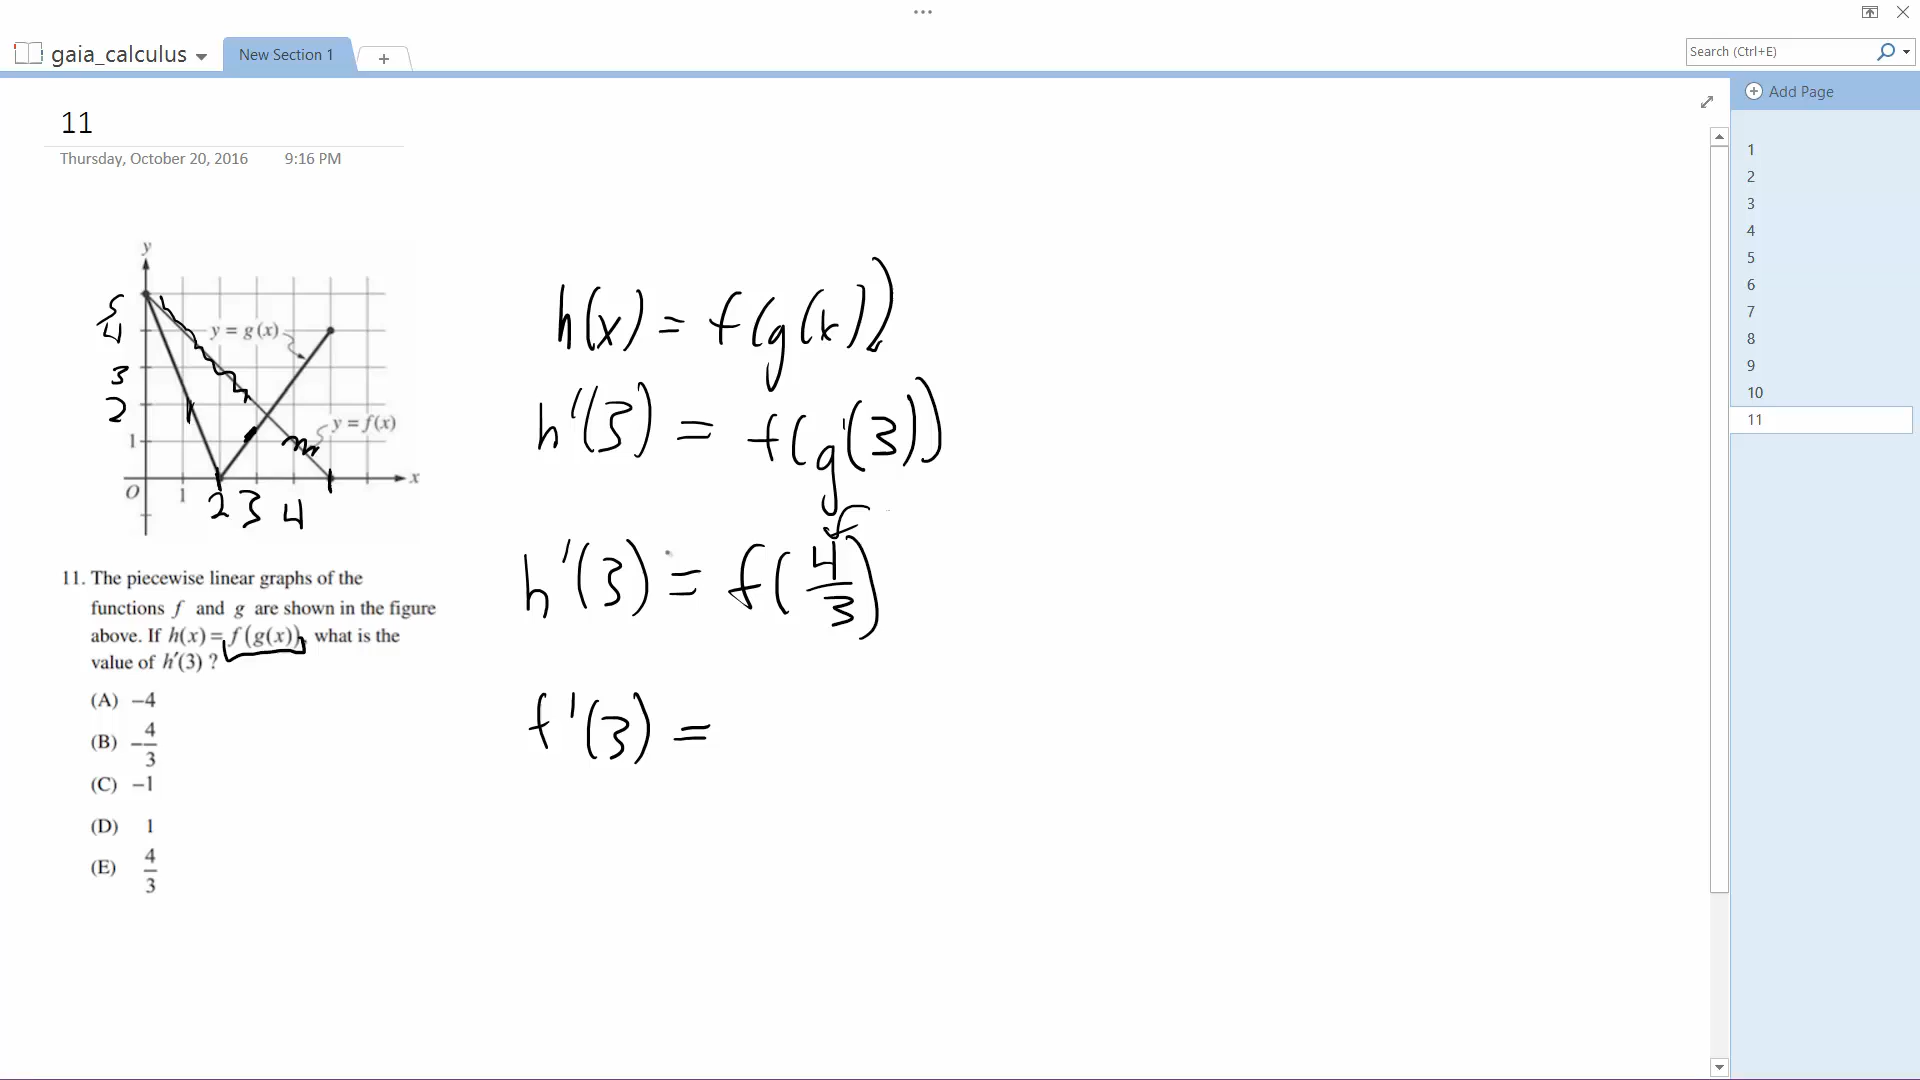 gaia_calculus
New Section 1
+
Search (Ctrl+E)
Add Page
11
Thursday, October 20, 2016 9:16 PM
1
2
3
4
5
6
7
8
9
10
11
y
5
4
3
2
1
y = g(x)
y = f(x)
x
O
1
2 3 4
11. The piecewise linear graphs of the
functions f and g are shown in the figure
above. If h(x) = f(g(x)), what is the
value of h′(3) ?
(A) −4
(B) −4/3
(C) −1
(D) 1
(E) 4/3
h(x) = f(g(x))
h'(3) = f(g'(3))
h'(3) = f(4/3)
f'(3) =